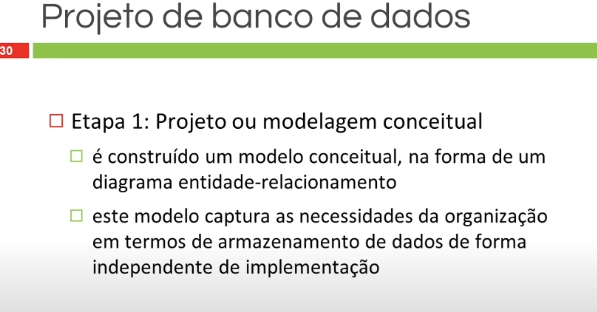 Projeto de banco de dados
30
Etapa 1: Projeto ou modelagem conceitual
é construído um modelo conceitual, na forma de um
diagrama entidade-relacionamento
este modelo captura as necessidades da organização
em termos de armazenamento de dados de forma
independente de implementação